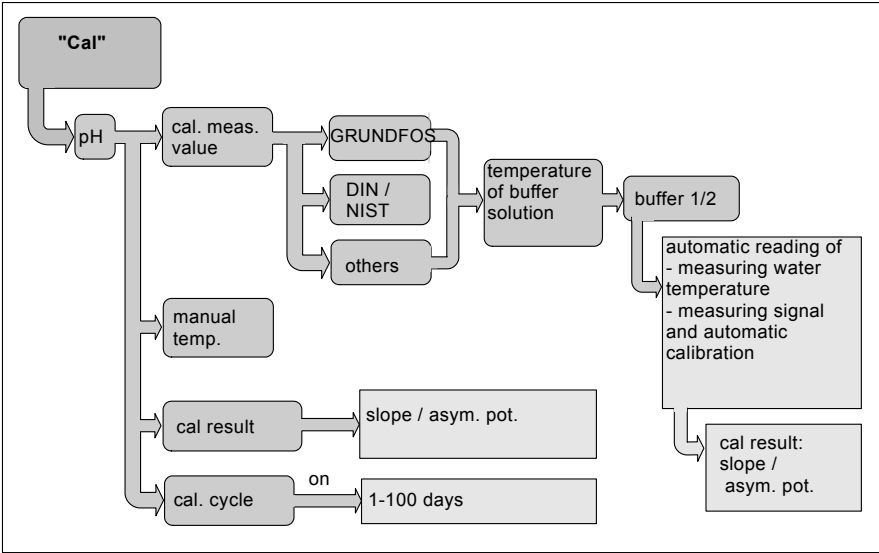 "Cal"
pH
cal. meas.
value
GRUNDFOS
DIN /
NIST
others
temperature
of buffer
solution
buffer 1/2
automatic reading of
- measuring water
temperature
- measuring signal
and automatic
calibration
cal result:
slope /
asym. pot.
manual
temp.
cal result
slope / asym. pot.
cal. cycle
on
1-100 days